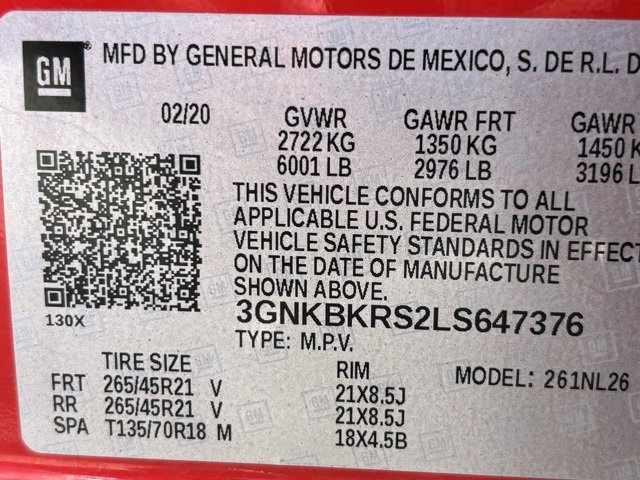 GM
MFD BY GENERAL MOTORS DE MEXICO, S. DE R.L. D
02/20 GVWR GAWR FRT GAWR
2722 KG 1350 KG 1450 K
6001 LB 2976 LB 3196 L
THIS VEHICLE CONFORMS TO ALL
APPLICABLE U.S. FEDERAL MOTOR
VEHICLE SAFETY STANDARDS IN EFFECT
ON THE DATE OF MANUFACTURE
SHOWN ABOVE.
130X
3GNKBKRS2LS647376
TYPE: M.P.V.
TIRE SIZE RIM MODEL: 261NL26
FRT 265/45R21 V 21X8.5J
RR 265/45R21 V 21X8.5J
SPA T135/70R18 M 18X4.5B